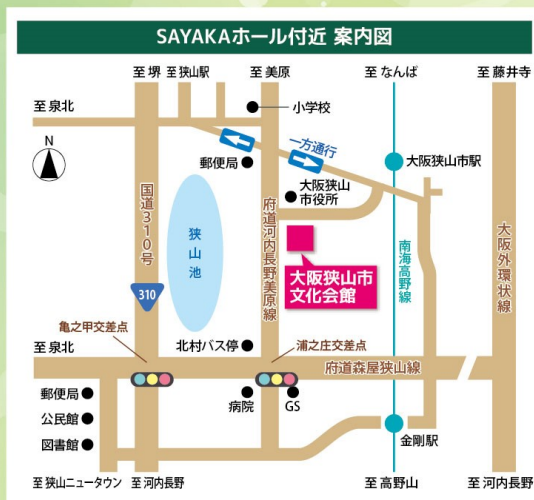 SAYAKAホール付近 案内図
至 堺
至 狭山駅
至 美原
至 なんば
至 藤井寺
至 泉北
小学校
N
一方通行
郵便局
大阪狭山市駅
大阪狭山
市役所
国道310号
狭山池
府道河内長野美原線
南海高野線
大阪外環状線
大阪狭山市
文化会館
310
亀之甲交差点
北村バス停
浦之庄交差点
至 泉北
府道森屋狭山線
郵便局
公民館
図書館
病院
GS
金剛駅
至 狭山ニュータウン
至 河内長野
至 高野山
至 河内長野